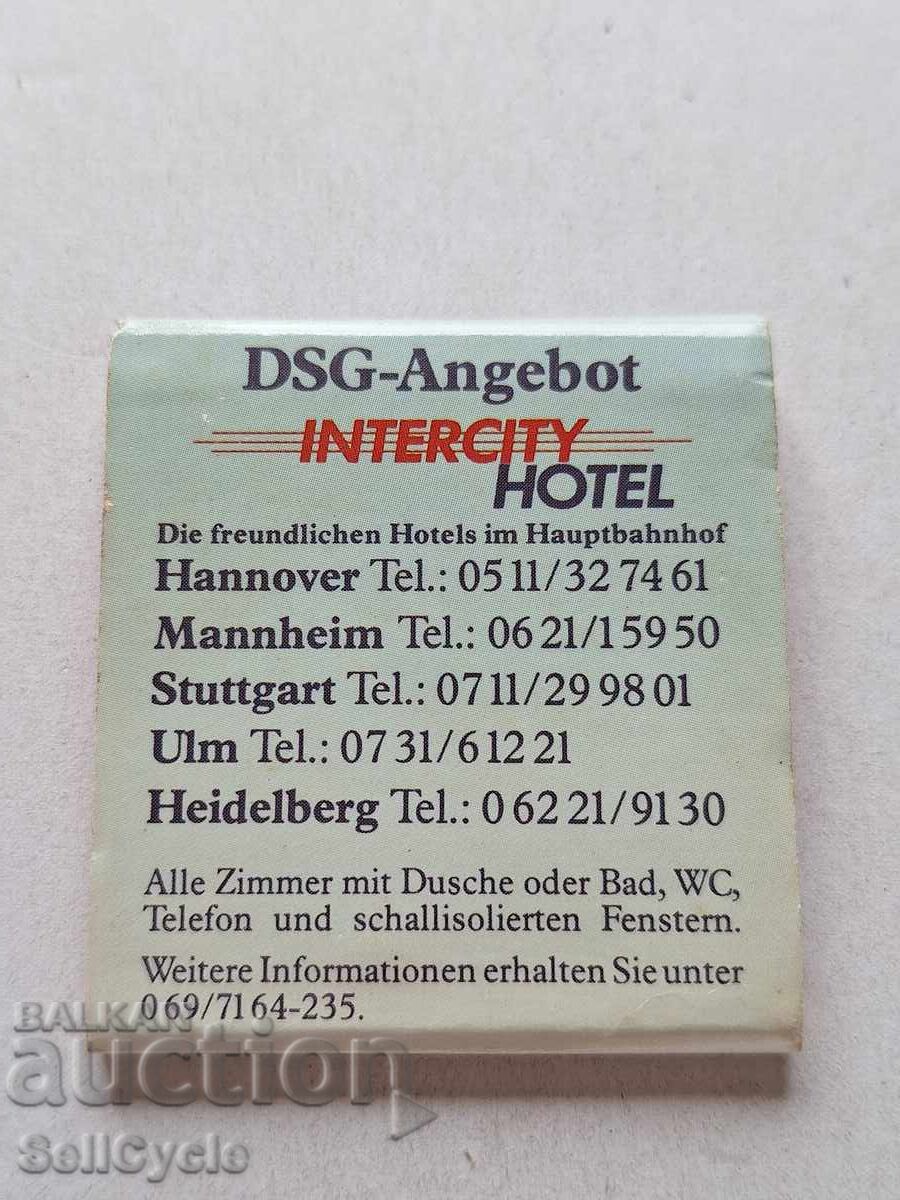 DSG-Angebot
INTERCITY
HOTEL
Die freundlichen Hotels im Hauptbahnhof
Hannover Tel.: 05 11/32 74 61
Mannheim Tel.: 06 21/1 59 50
Stuttgart Tel.: 07 11/29 98 01
Ulm Tel.: 07 31/6 12 21
Heidelberg Tel.: 0 62 21/91 30
Alle Zimmer mit Dusche oder Bad, WC,
Telefon und schallisolierten Fenstern.
Weitere Informationen erhalten Sie unter
0 69/71 64-235.
BALKAN
auction
SellCycle